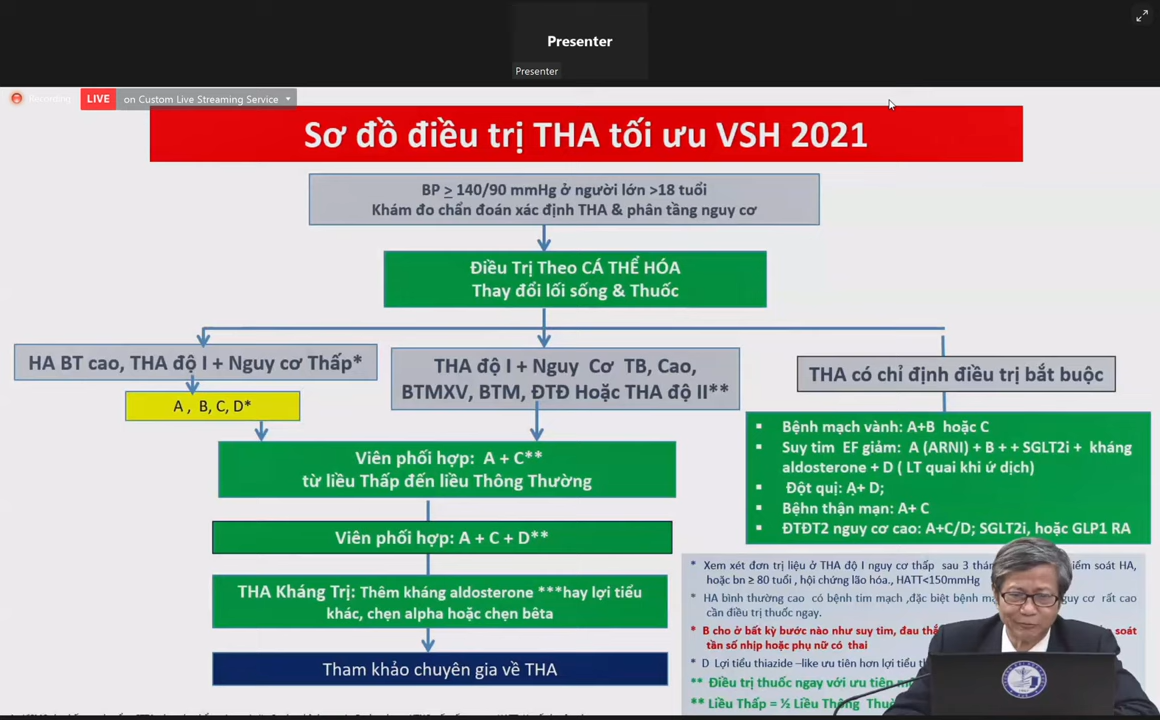 Presenter
Presenter
Recording
LIVE
on Custom Live Streaming Service
Sơ đồ điều trị THA tối ưu VSH 2021
BP ≥ 140/90 mmHg ở người lớn >18 tuổi
Khám đo chẩn đoán xác định THA & phân tầng nguy cơ
Điều Trị Theo CÁ THỂ HÓA
Thay đổi lối sống & Thuốc
HA BT cao, THA độ I + Nguy cơ Thấp*
A , B, C, D*
THA độ I + Nguy Cơ TB, Cao,
BTMXV, BTM, ĐTĐ Hoặc THA độ II**
THA có chỉ định điều trị bắt buộc
Viên phối hợp: A + C**
từ liều Thấp đến liều Thông Thường
Viên phối hợp: A + C + D**
THA Kháng Trị: Thêm kháng aldosterone ***hay lợi tiểu
khác, chẹn alpha hoặc chẹn bêta
Tham khảo chuyên gia về THA
▪ Bệnh mạch vành: A+B hoặc C
▪ Suy tim EF giảm: A (ARNI) + B + + SGLT2i + kháng
aldosterone + D ( LT quai khi ứ dịch)
▪ Đột quị: A+ D;
▪ Bệhn thận mạn: A+ C
▪ ĐTĐT2 nguy cơ cao: A+C/D; SGLT2i, hoặc GLP1 RA
* Xem xét đơn trị liệu ở THA độ I nguy cơ thấp sau 3 soát HA,
hoặc bn ≥ 80 tuổi , hội chứng lão hóa., HATT<150mmHg
* HA bình thường cao có bệnh tim mạch ,đặc biệt bệnh cơ rất cao
cần điều trị thuốc ngay.
* B cho ở bất kỳ bước nào như suy tim, đau soát
tần số nhịp hoặc phụ nữ có thai
* D Lợi tiểu thiazide –like ưu tiên hơn lợi tiểu
** Điều trị thuốc ngay với ưu tiên
** Liều Thấp = ½ Liều Thông